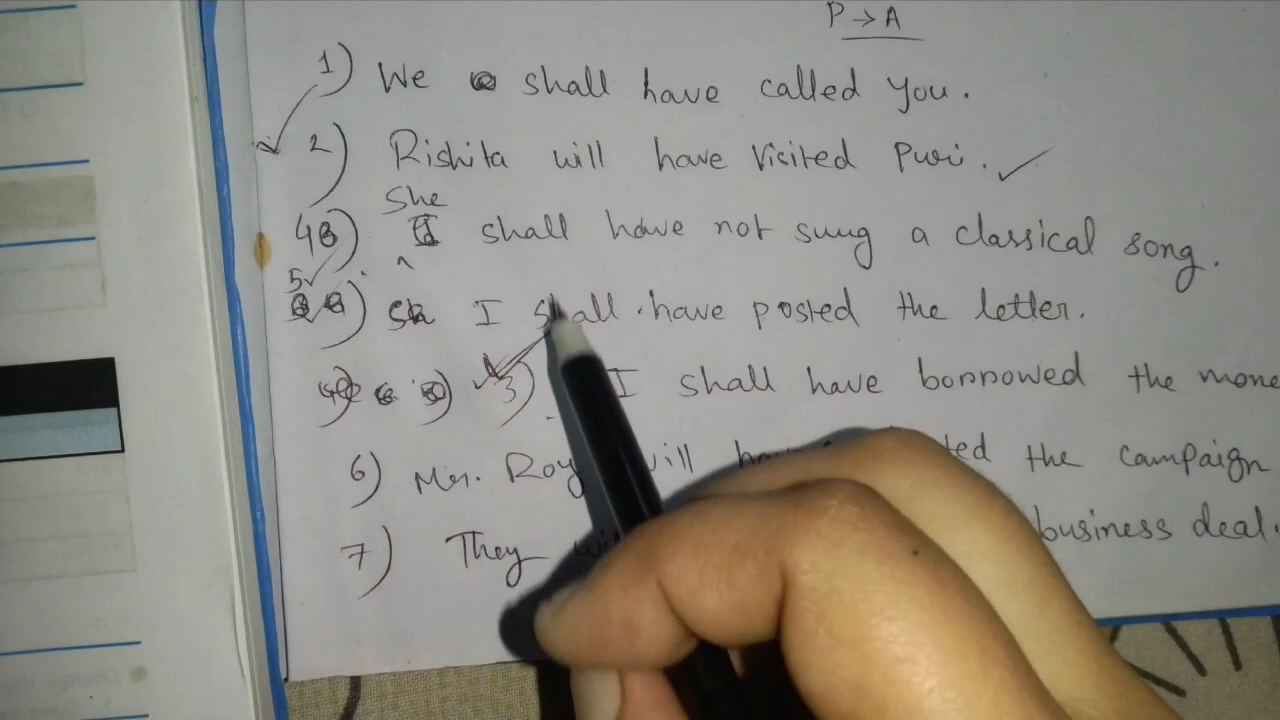 P → A
1) We shall have called you.
2) Rishita will have visited Puri.
She
4) shall have not sung a classical song.
5) I shall have posted the letter.
3) I shall have borrowed the mone
6) Mr. Roy will the campaign
7) They business deal.